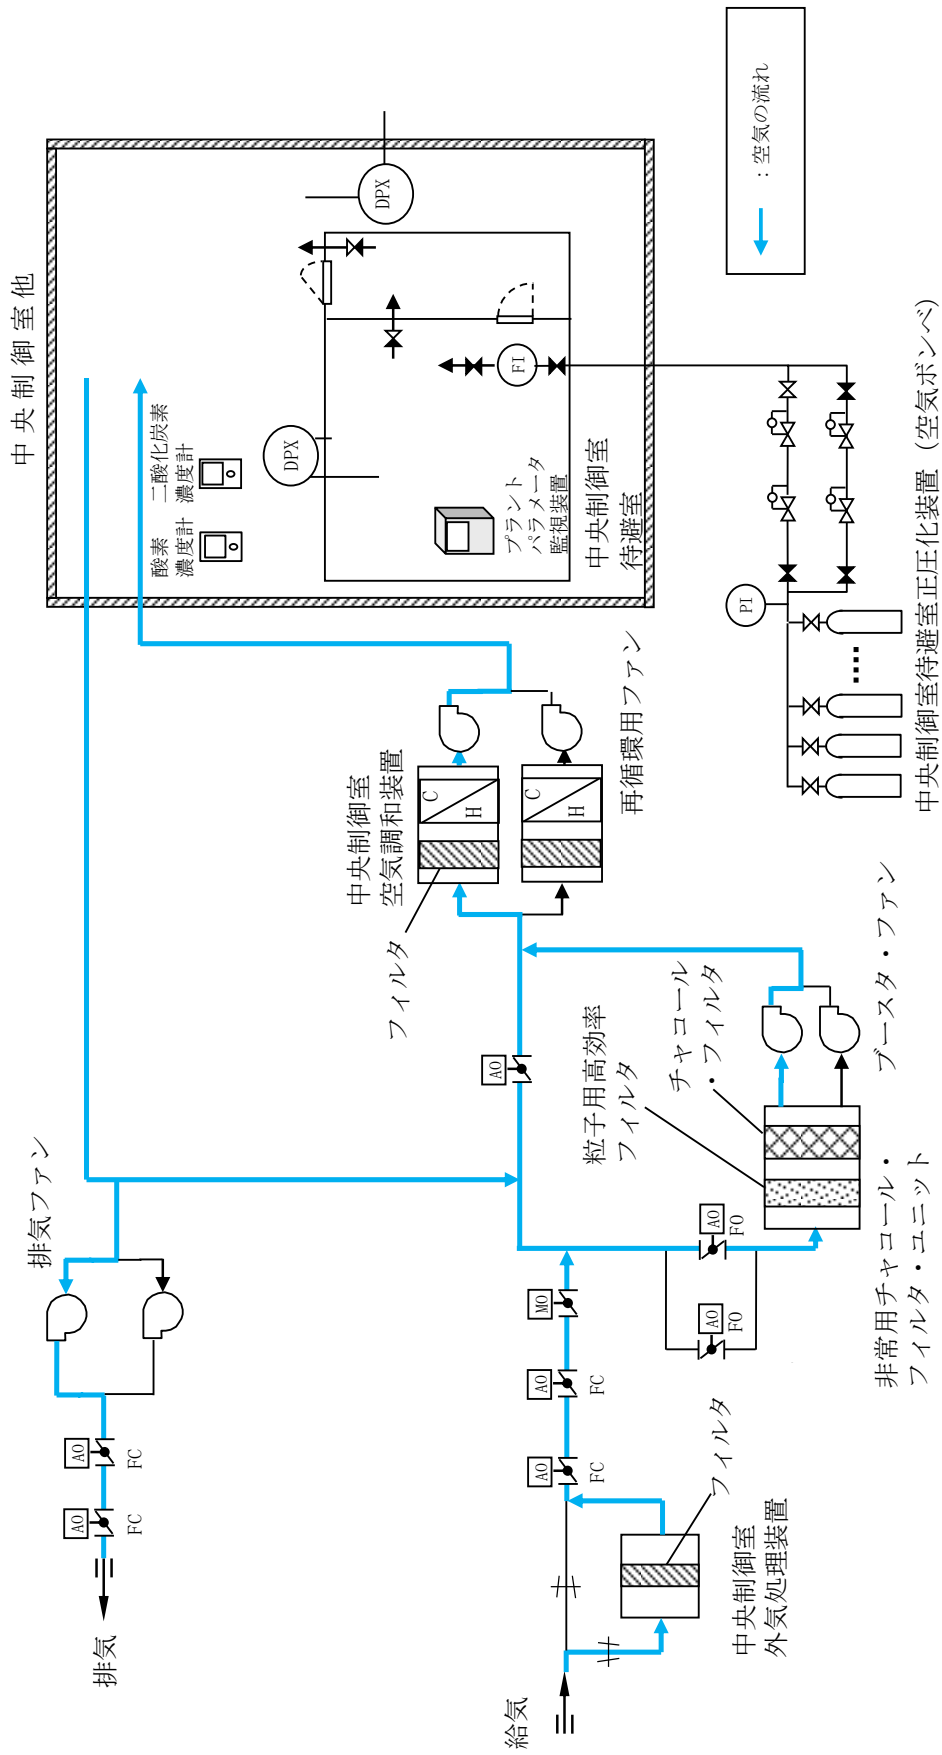 中央制御室他
酸素
濃度計
二酸化炭素
濃度計
DPX
DPX
プラント
パラメータ
監視装置
中央制御室
待避室
FI
：空気の流れ
PI
中央制御室待避室正圧化装置（空気ボンベ）
排気ファン
AO
FC
AO
FC
排気
中央制御室
空気調和装置
フィルタ
C
H
C
H
再循環用ファン
AO
粒子用高効率
フィルタ
チャコール
・フィルタ
ブースタ・ファン
非常用チャコール・
フィルタ・ユニット
AO
FO
AO
FO
MO
AO
FC
AO
FC
フィルタ
中央制御室
外気処理装置
給気